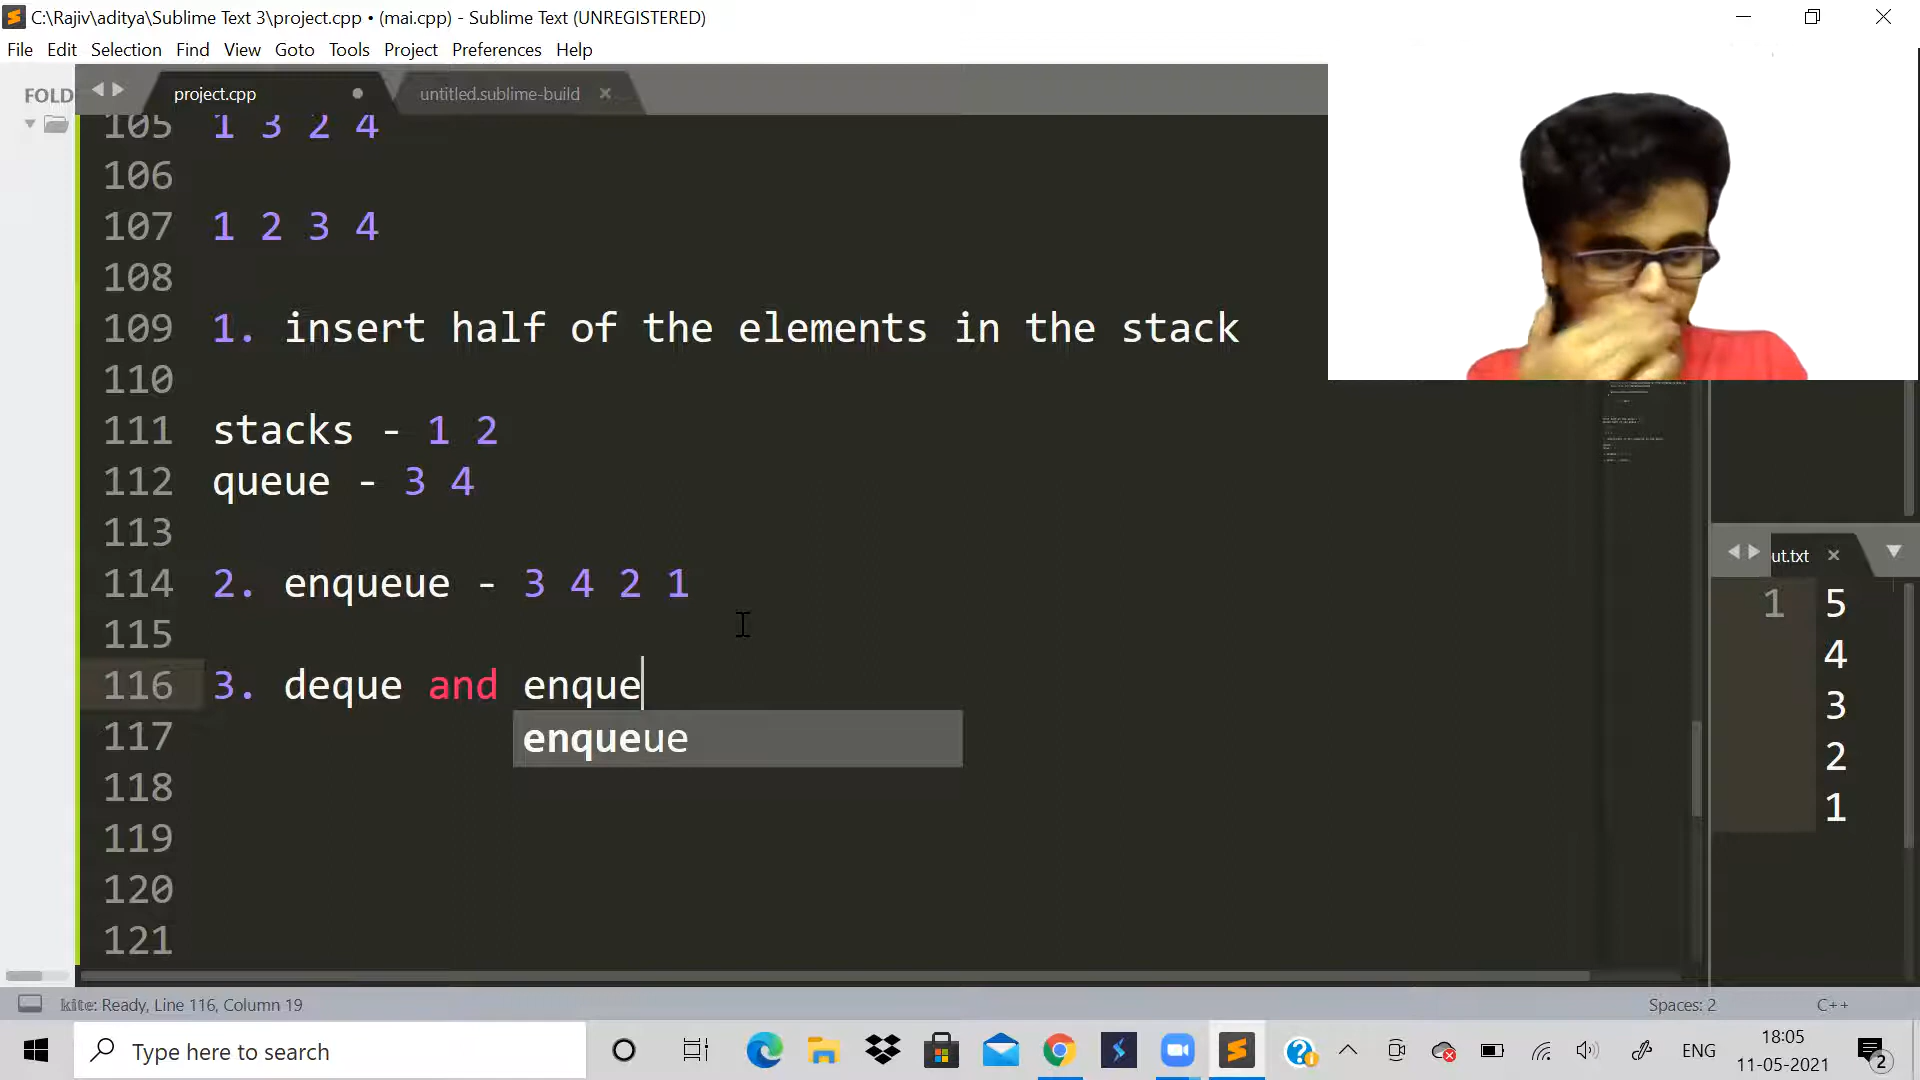 C:\Rajiv\aditya\Sublime Text 3\project.cpp • (mai.cpp) - Sublime Text (UNREGISTERED)
File Edit Selection Find View Goto Tools Project Preferences Help
FOLD
project.cpp untitled.sublime-build
105 1 3 2 4
106
107 1 2 3 4
108
109 1. insert half of the elements in the stack
110
111 stacks - 1 2
112 queue - 3 4
113
114 2. enqueue - 3 4 2 1
115
116 3. deque and enque
117 enqueue
118
119
120
121
ut.txt
1 5
4
3
2
1
kite: Ready, Line 116, Column 19
Spaces: 2 C++
Type here to search
ENG
18:05
11-05-2021
2